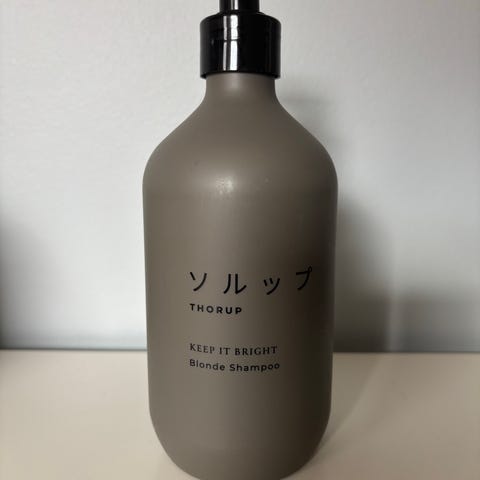 ソルップ
THORUP
KEEP IT BRIGHT
Blonde Shampoo